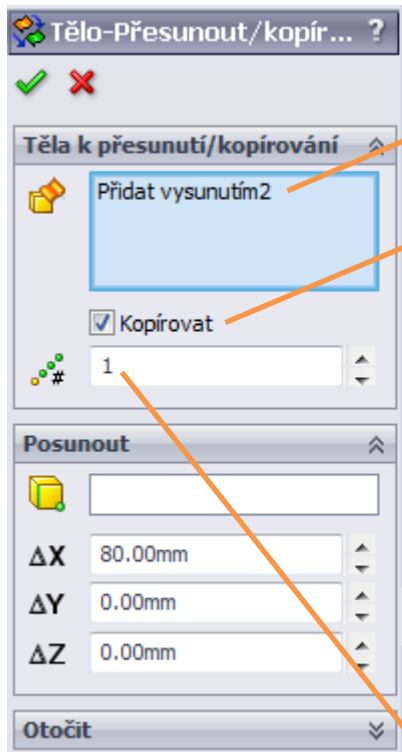 Tělo-Přesunout/kopír... ?
Těla k přesunutí/kopírování
Přidat vysunutím2
Kopírovat
#
1
Posunout
ΔX 80.00mm
ΔY 0.00mm
ΔZ 0.00mm
Otočit